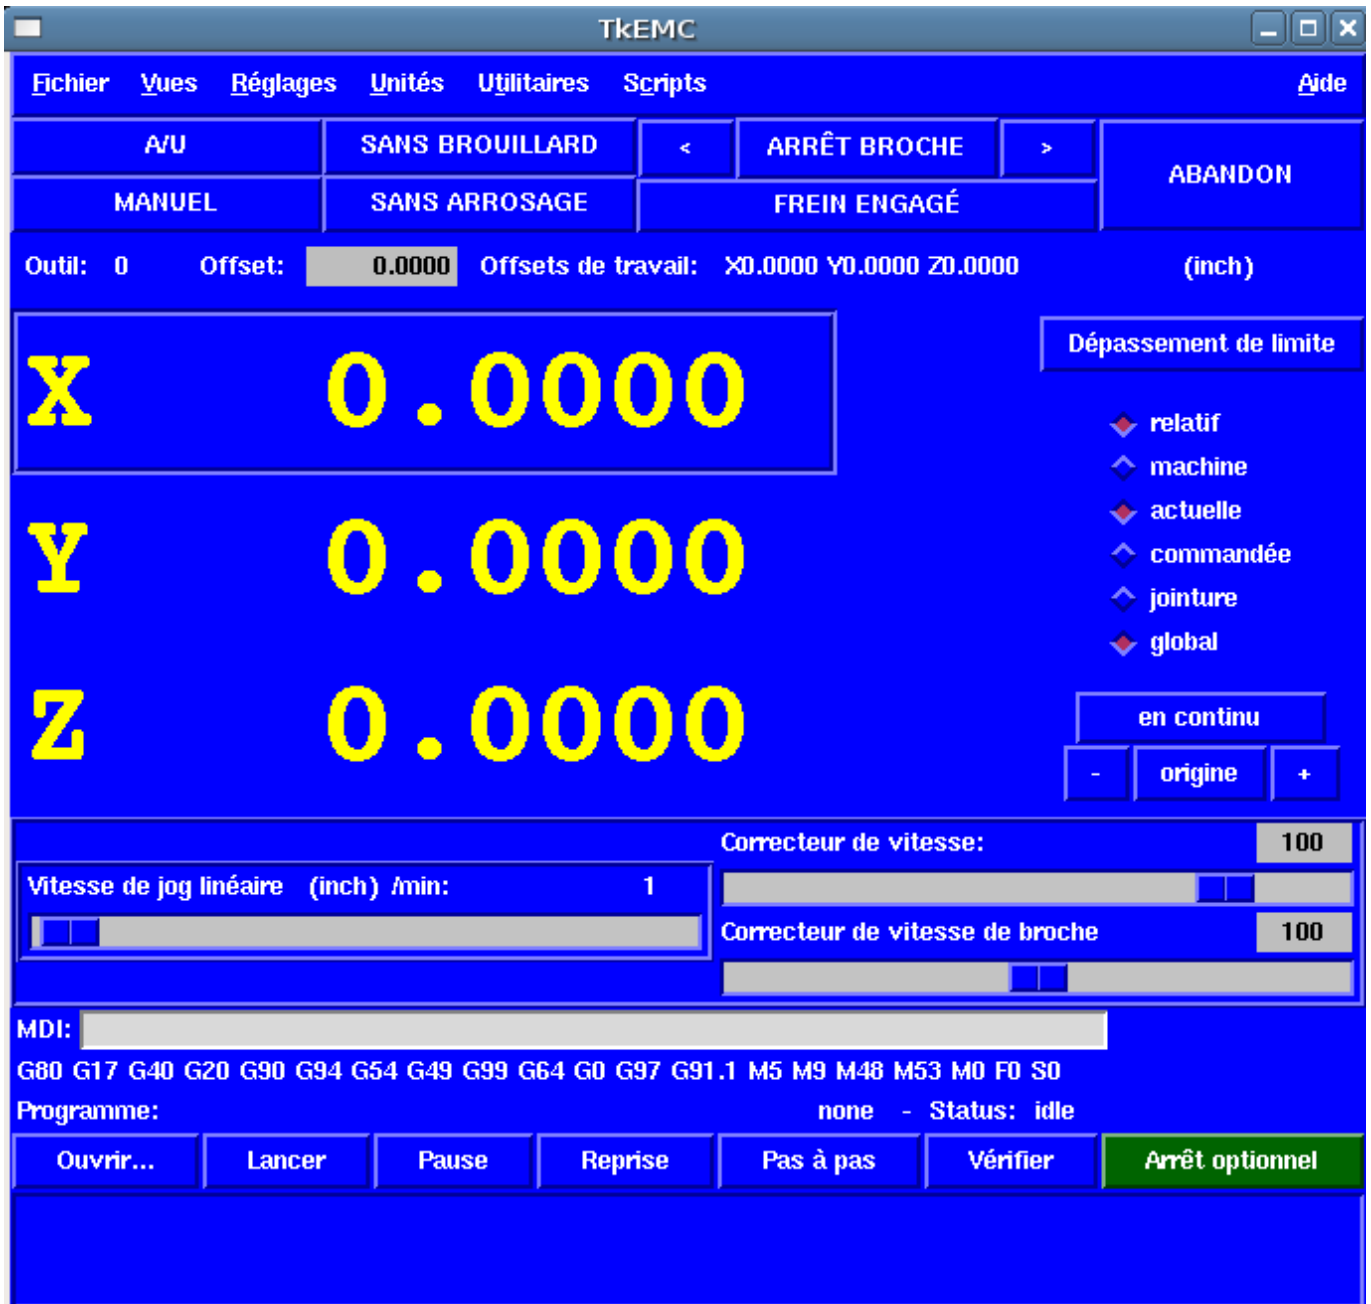 TkEMC
Fichier Vues Réglages Unités Utilitaires Scripts Aide
A/U SANS BROUILLARD < ARRÊT BROCHE > ABANDON
MANUEL SANS ARROSAGE FREIN ENGAGÉ
Outil: 0 Offset: 0.0000 Offsets de travail: X0.0000 Y0.0000 Z0.0000 (inch)
Dépassement de limite
X 0.0000
relatif
machine
actuelle
Y 0.0000
commandée
jointure
global
Z 0.0000
en continu
- origine +
Correcteur de vitesse: 100
Vitesse de jog linéaire (inch) /min: 1
Correcteur de vitesse de broche 100
MDI:
G80 G17 G40 G20 G90 G94 G54 G49 G99 G64 G0 G97 G91.1 M5 M9 M48 M53 M0 F0 S0
Programme: none - Status: idle
Ouvrir... Lancer Pause Reprise Pas à pas Vérifier Arrêt optionnel